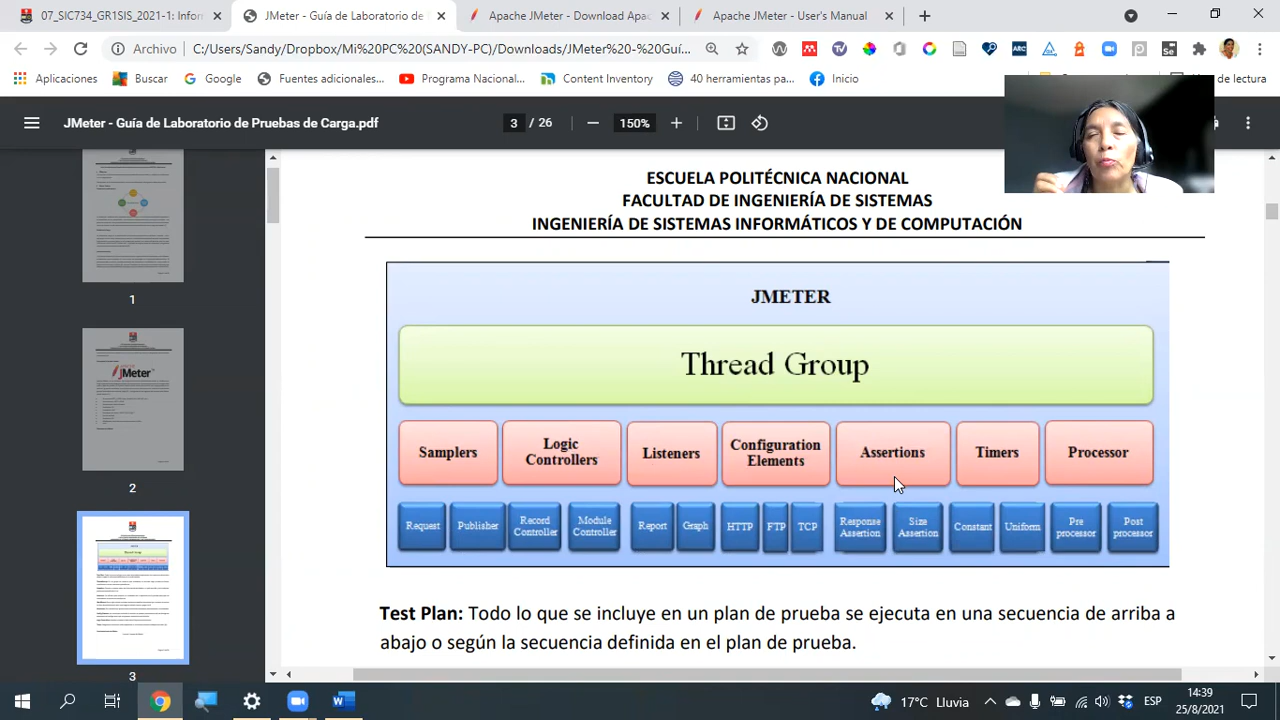 07_SIC734_GR1SIS_2021-1: Inforn
JMeter - Guía de Laboratorio de
Apache JMeter - Download Apac
Apache JMeter - User's Manual
Archivo
C:/Users/Sandy/Dropbox/Mi%20PC%20(SANDY-PC)/Downloads/JMeter%20-%20Guí...
Aplicaciones
Buscar
Google
Fuentes adicionales...
Programa Nacional...
Content Inventory
40 herramientas pa...
Inicio
de lectura
JMeter - Guía de Laboratorio de Pruebas de Carga.pdf
3 / 26
150%
1
JMeter
2
3
ESCUELA POLITÉCNICA NACIONAL
FACULTAD DE INGENIERÍA DE SISTEMAS
INGENIERÍA DE SISTEMAS INFORMÁTICOS Y DE COMPUTACIÓN
JMETER
Thread Group
Samplers
Logic
Controllers
Listeners
Configuration
Elements
Assertions
Timers
Processor
Request
Publisher
Record
Controller
Module
Controller
Report
Graph
HTTP
FTP
TCP
Response
Assertion
Size
Assertion
Constant
Uniform
Pre
processor
Post
processor
Test Plan: Todo lo que se incluye en un plan de prueba se ejecuta en una secuencia de arriba a
abajo o según la secuencia definida en el plan de prueba.
17°C Lluvia
ESP
14:39
25/8/2021